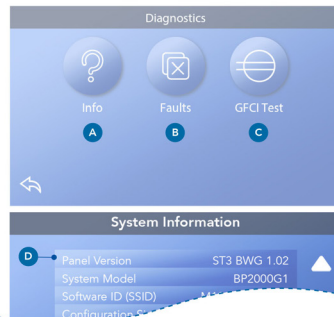 Diagnostics
Info Faults GFCI Test
A B C
System Information
D Panel Version ST3 BWG 1.02
System Model BP2000G1
Software ID (SSID)
Configuration